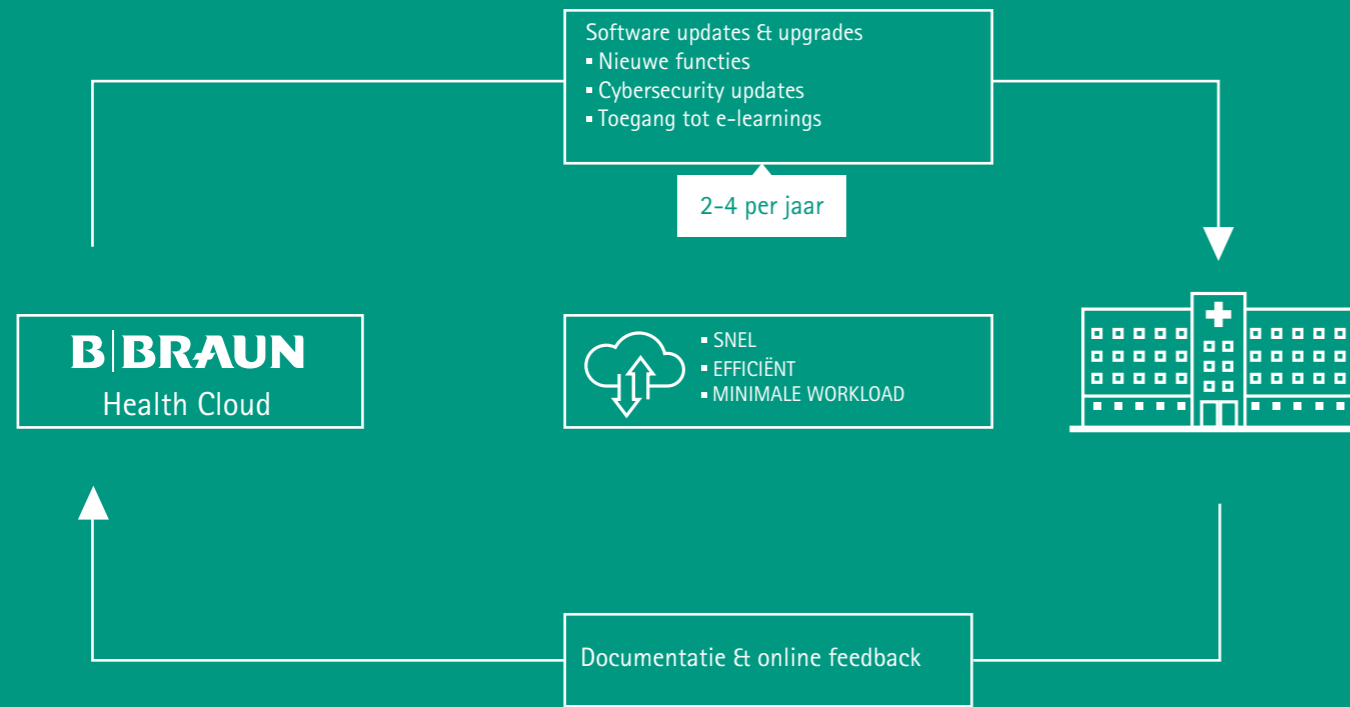 Software updates & upgrades
▪ Nieuwe functies
▪ Cybersecurity updates
▪ Toegang tot e-learnings
2-4 per jaar
B|BRAUN
Health Cloud
▪ SNEL
▪ EFFICIËNT
▪ MINIMALE WORKLOAD
Documentatie & online feedback